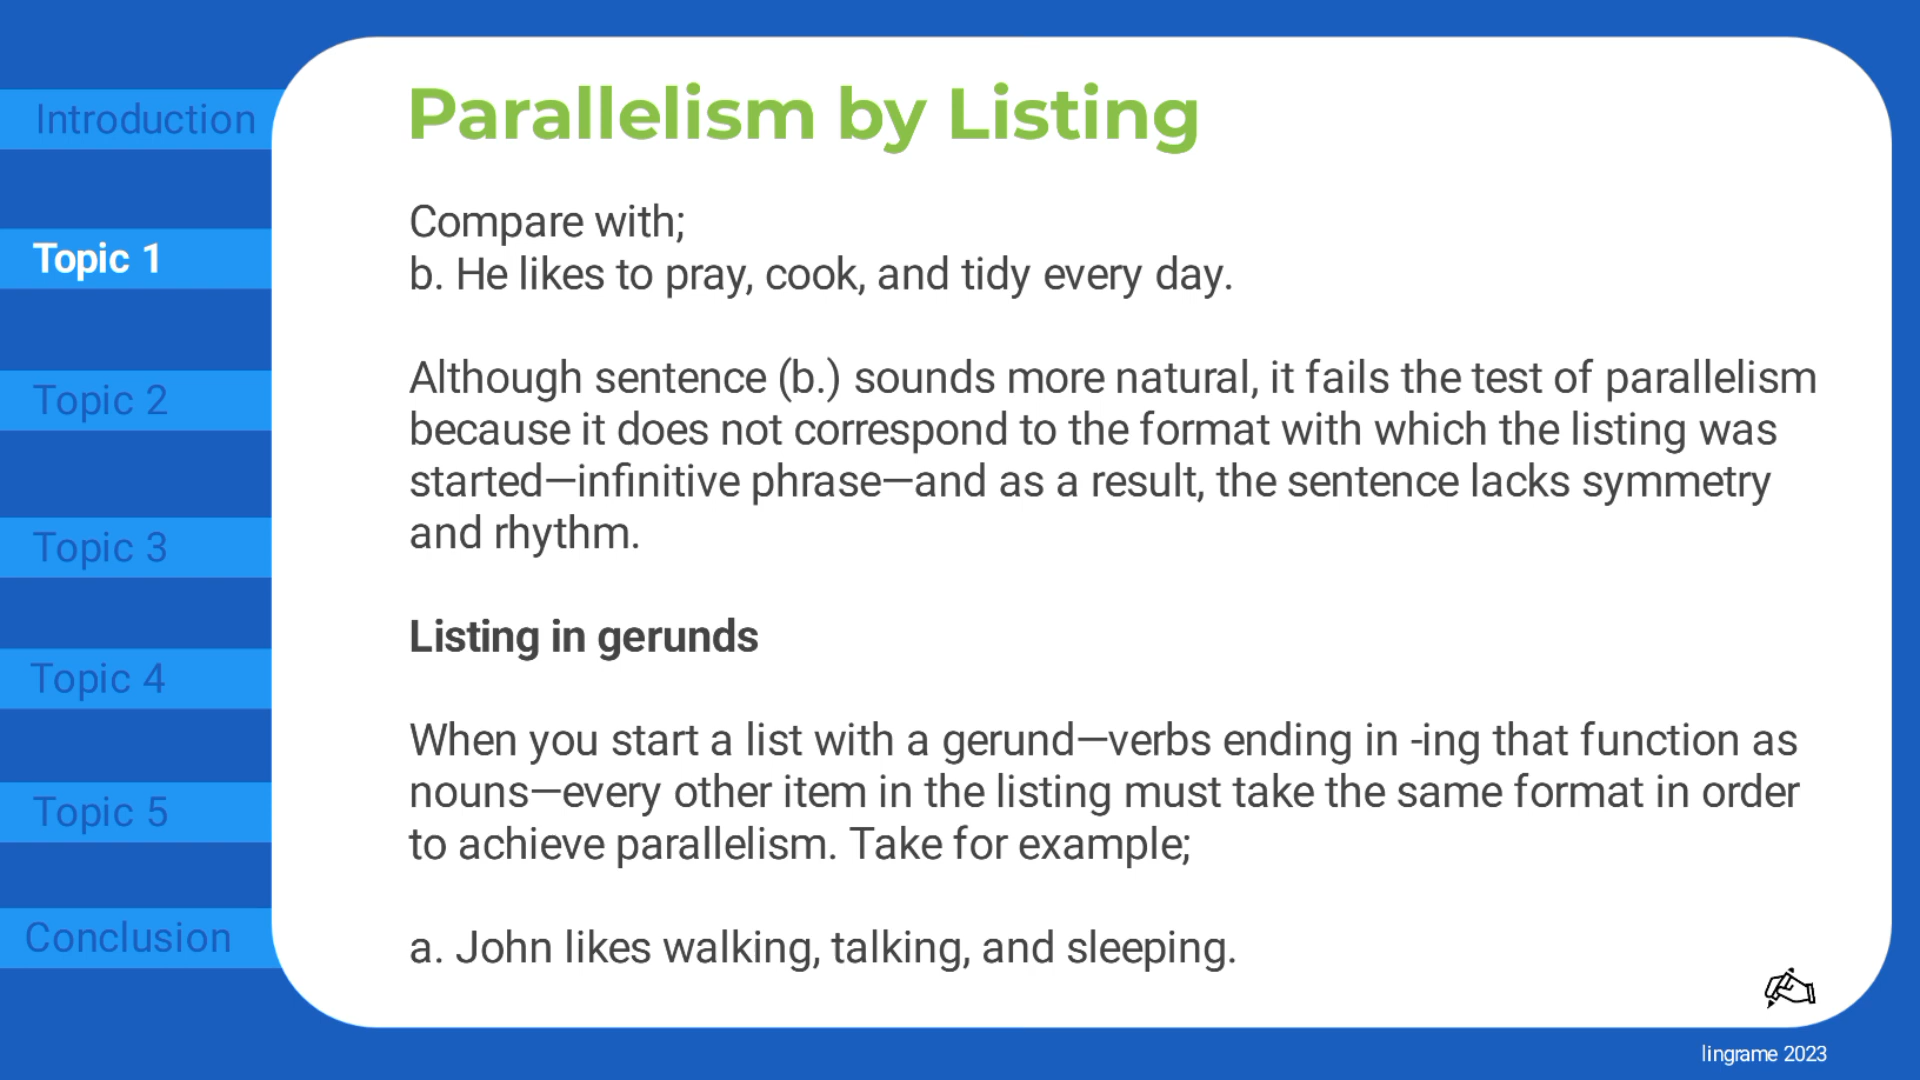 Introduction
Topic 1
Topic 2
Topic 3
Topic 4
Topic 5
Conclusion
Parallelism by Listing
Compare with;
b. He likes to pray, cook, and tidy every day.
Although sentence (b.) sounds more natural, it fails the test of parallelism
because it does not correspond to the format with which the listing was
started—infinitive phrase—and as a result, the sentence lacks symmetry
and rhythm.
Listing in gerunds
When you start a list with a gerund—verbs ending in -ing that function as
nouns—every other item in the listing must take the same format in order
to achieve parallelism. Take for example;
a. John likes walking, talking, and sleeping.
lingrame 2023